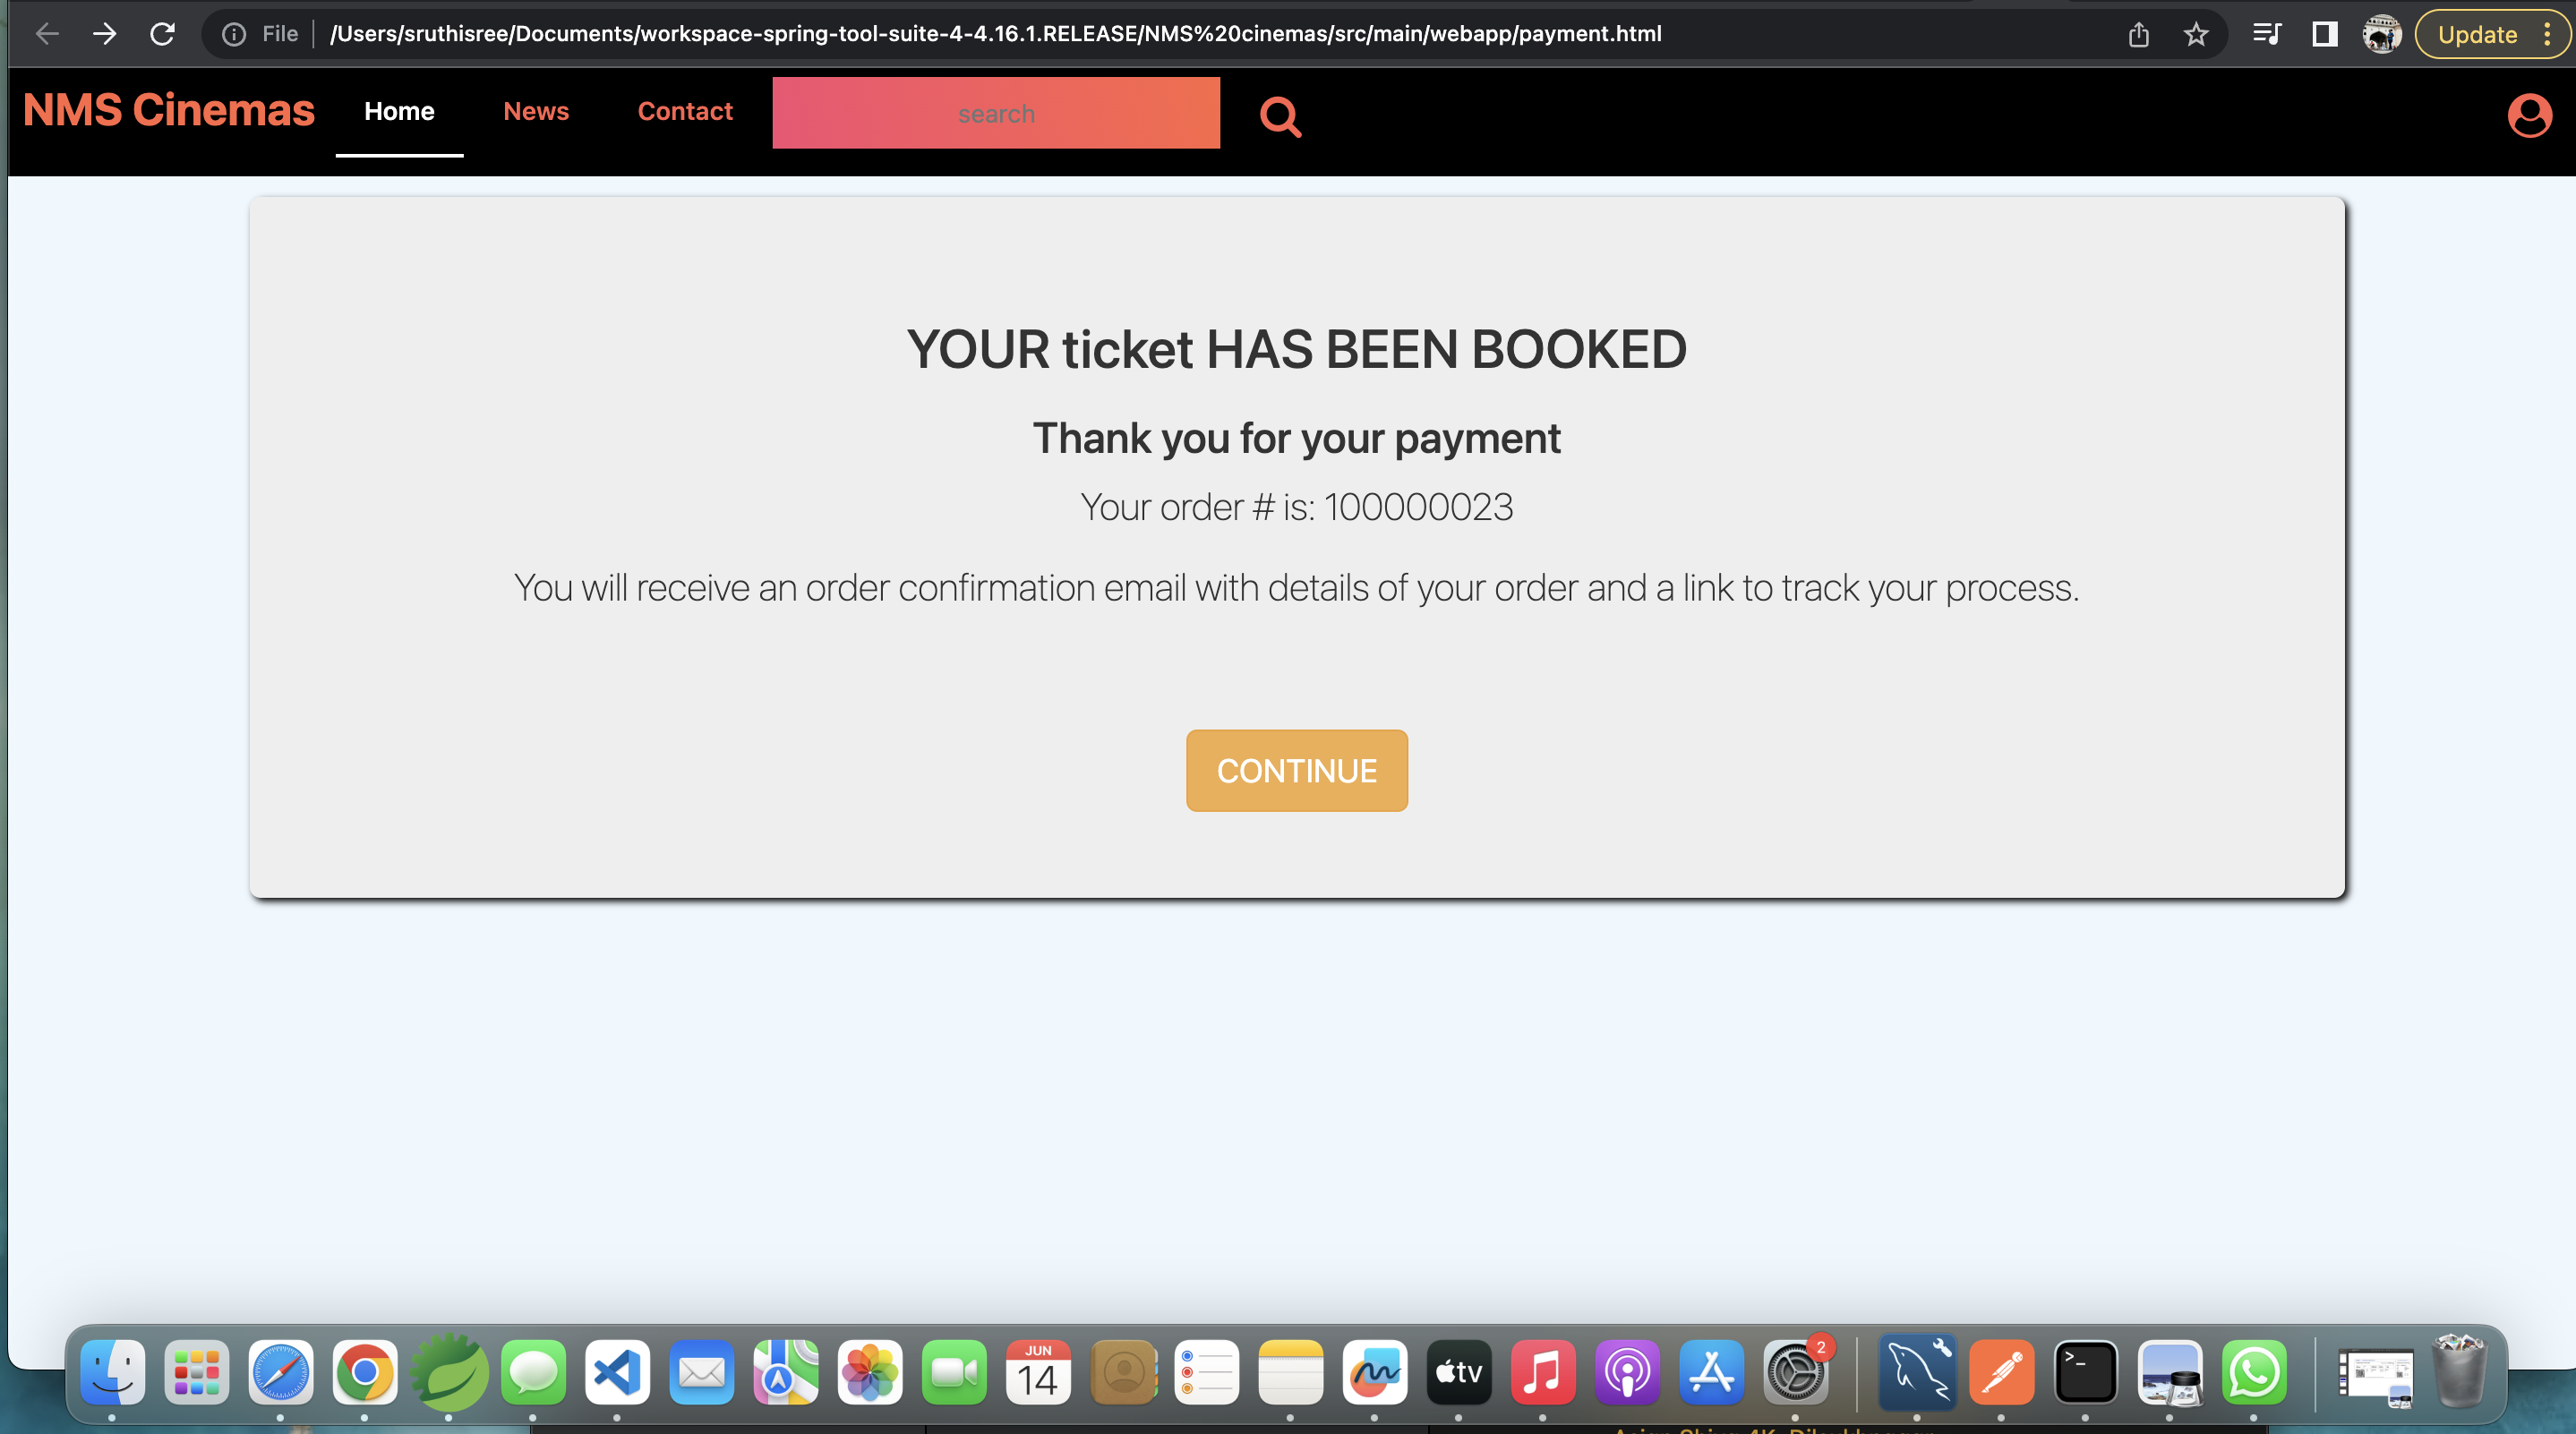 File | /Users/sruthisree/Documents/workspace-spring-tool-suite-4-4.16.1.RELEASE/NMS%20cinemas/src/main/webapp/payment.html Update
NMS Cinemas Home News Contact search
YOUR ticket HAS BEEN BOOKED
Thank you for your payment
Your order # is: 100000023
You will receive an order confirmation email with details of your order and a link to track your process.
CONTINUE
JUN
14
tv
2
>_